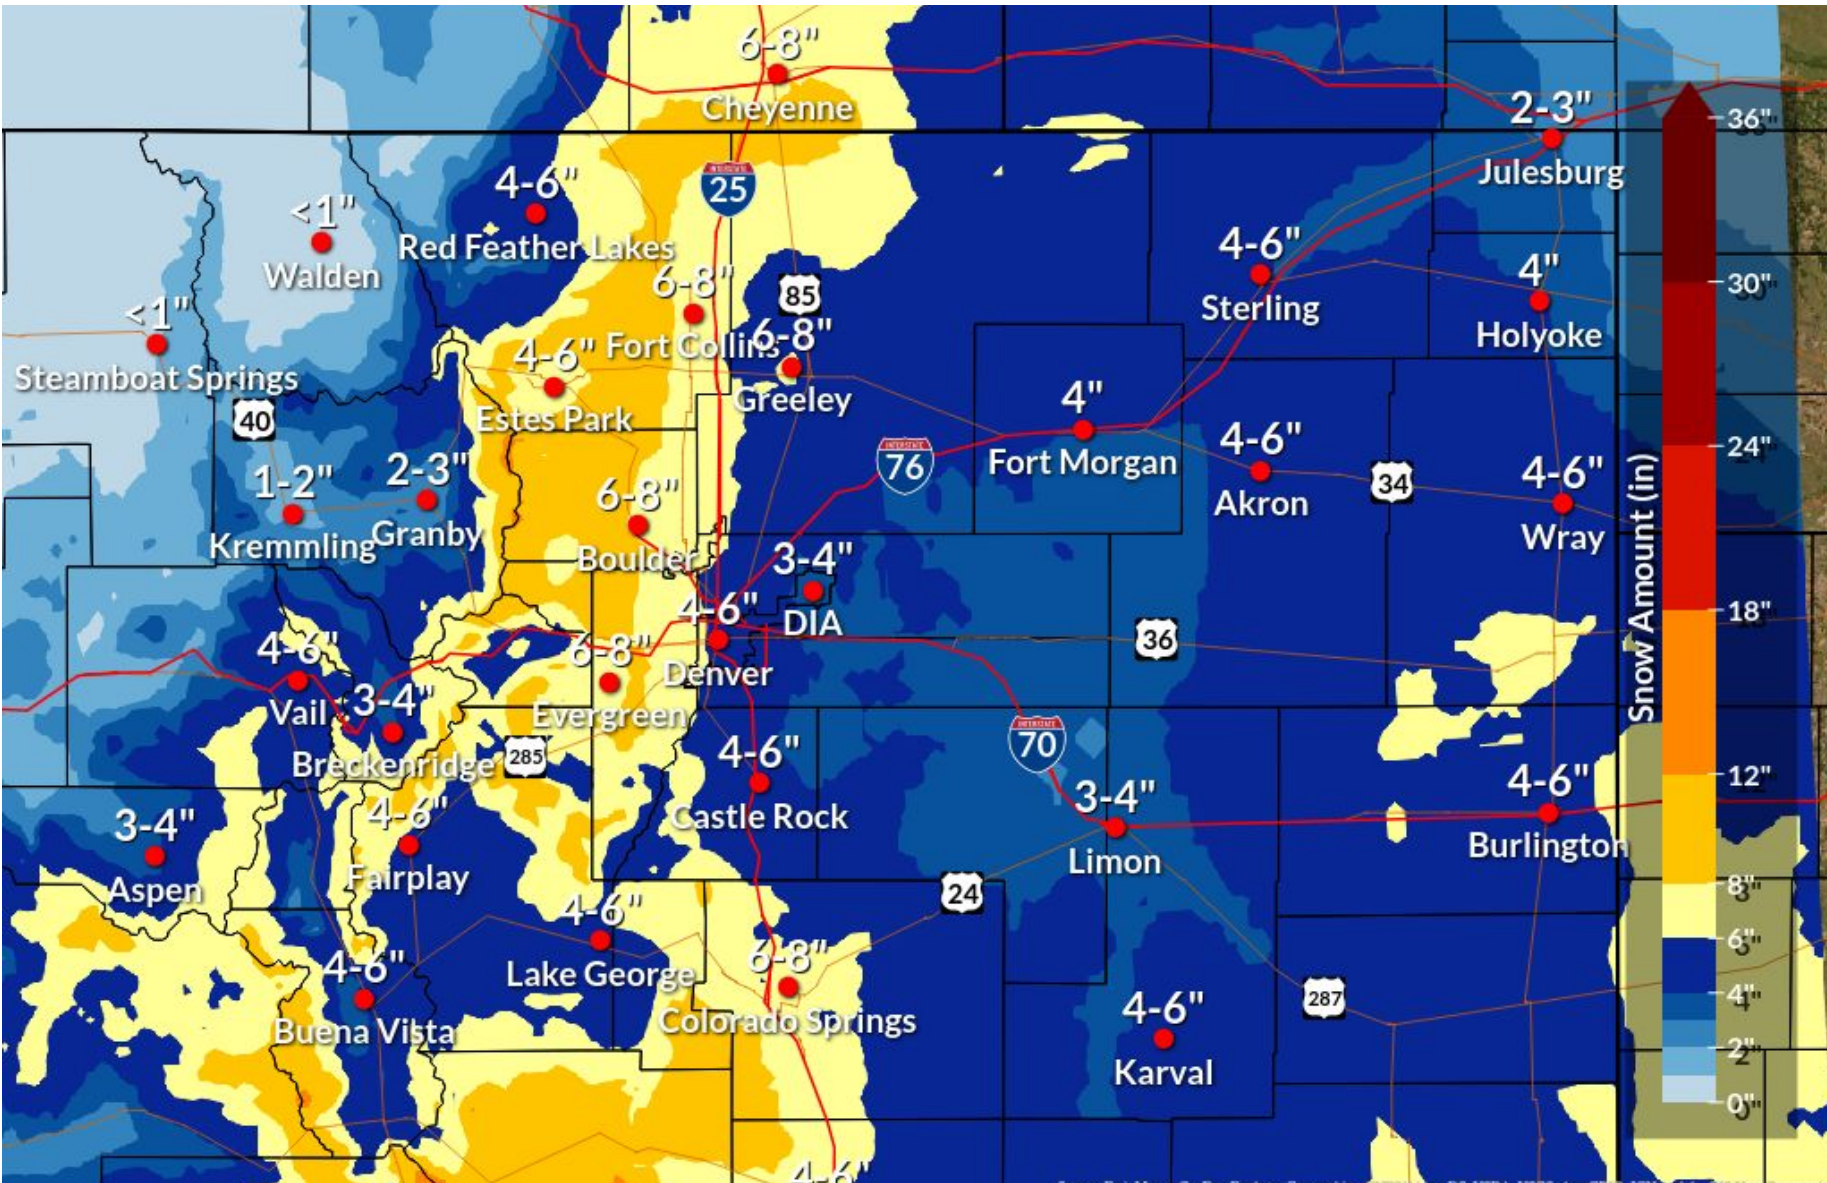 6-8"
Cheyenne
2-3"
Julesburg
36"
4-6"
Red Feather Lakes
INTERSTATE
25
<1"
Walden
4-6"
Sterling
4"
Holyoke
30"
6-8"
Fort Collins
85
<1"
Steamboat Springs
6-8"
Greeley
4-6"
Estes Park
40
4"
Fort Morgan
INTERSTATE
76
4-6"
Akron
34
4-6"
Wray
24"
1-2"
Kremmling
2-3"
Granby
6-8"
Boulder
3-4"
DIA
36
18"
Snow Amount (in)
4-6"
Denver
4-6"
Vail
6-8"
Evergreen
3-4"
Breckenridge
285
4-6"
Castle Rock
INTERSTATE
70
3-4"
Limon
4-6"
Burlington
12"
3-4"
Aspen
4-6"
Fairplay
24
8"
4-6"
Lake George
6"
4-6"
Buena Vista
6-8"
Colorado Springs
4-6"
Karval
287
4"
2"
0"
4-6"